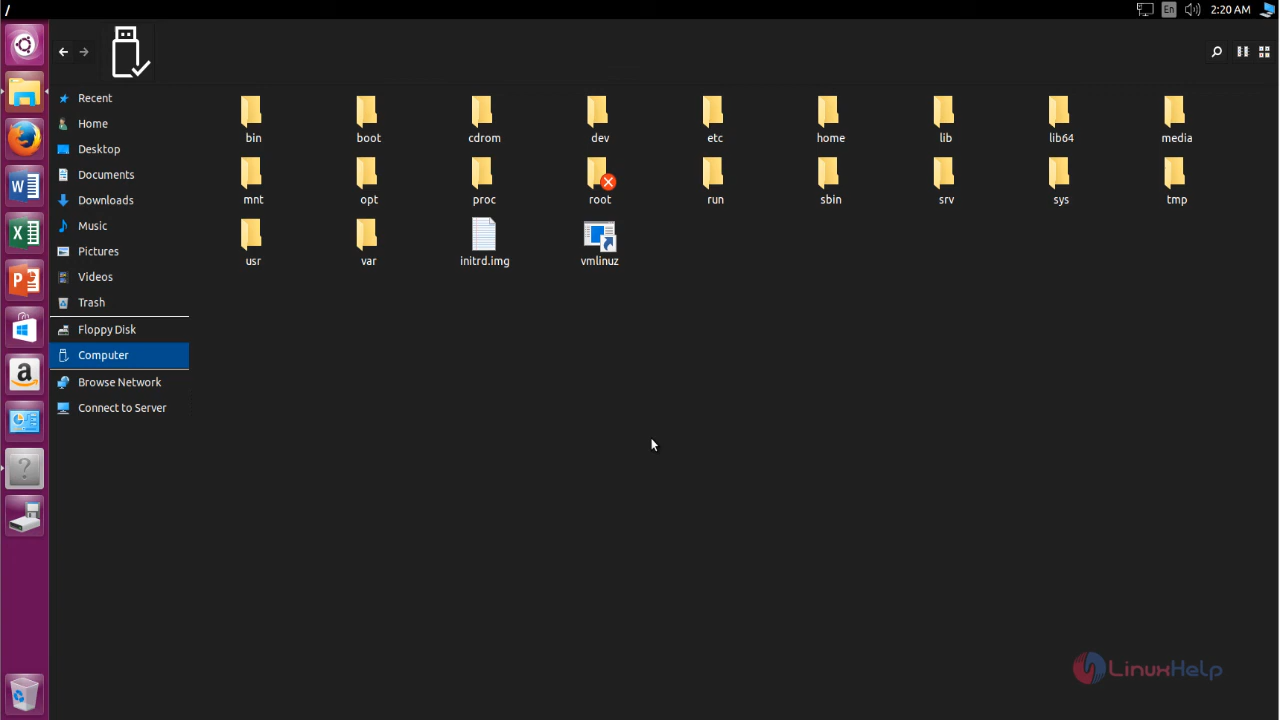 /
En
2:20 AM
Recent
Home
Desktop
Documents
Downloads
Music
Pictures
Videos
Trash
Floppy Disk
Computer
Browse Network
Connect to Server
bin boot cdrom dev etc home lib lib64 media
mnt opt proc root run sbin srv sys tmp
usr var initrd.img vmlinuz
W
X
P
a
?
LinuxHelp